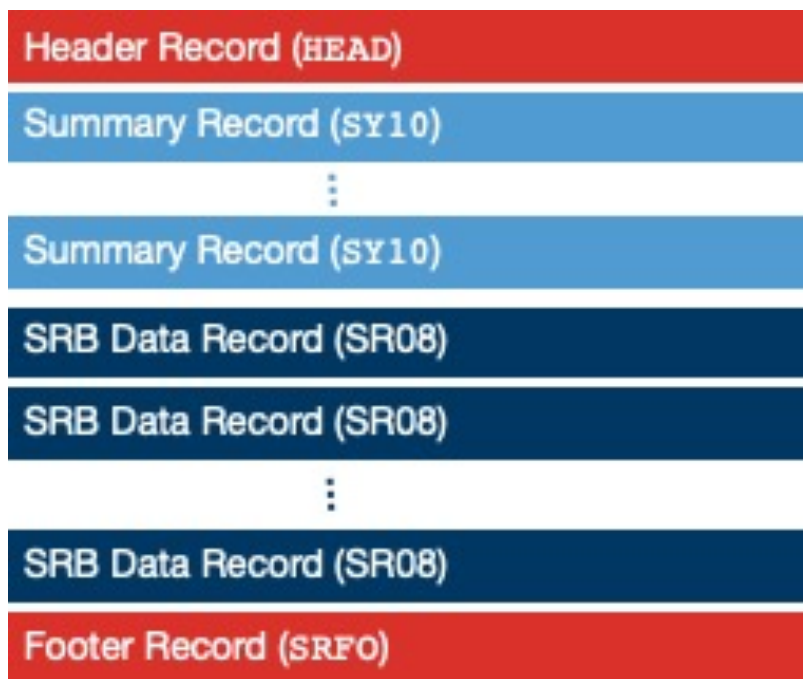 Header Record (HEAD)
Summary Record (SY10)
Summary Record (SY10)
SRB Data Record (SR08)
SRB Data Record (SR08)
SRB Data Record (SR08)
Footer Record (SRFO)